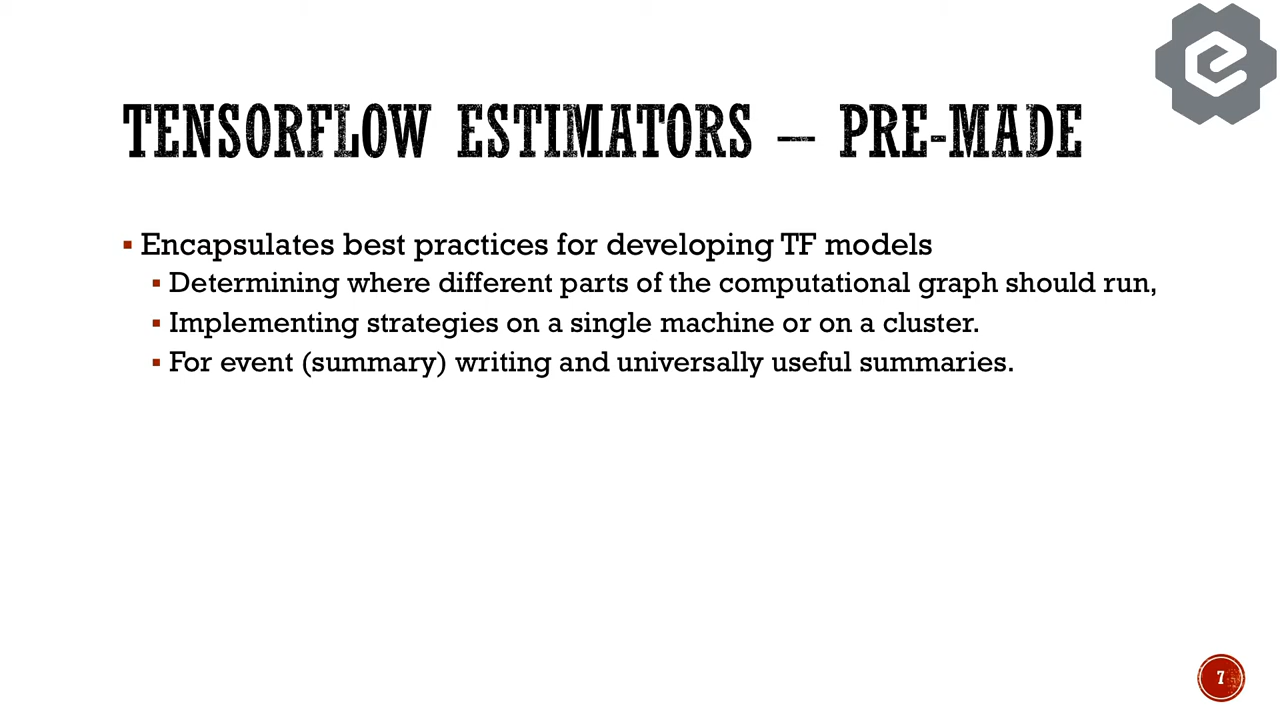 TENSORFLOW ESTIMATORS – PRE-MADE
Encapsulates best practices for developing TF models
Determining where different parts of the computational graph should run,
Implementing strategies on a single machine or on a cluster.
For event (summary) writing and universally useful summaries.
7